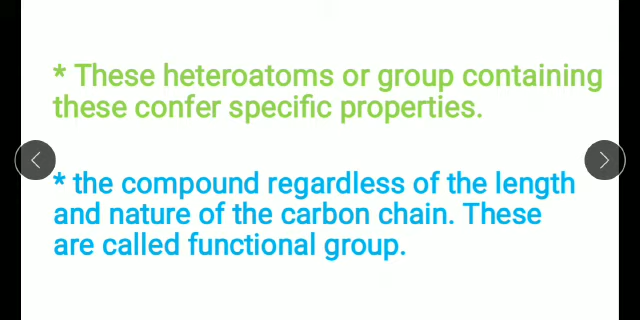 * These heteroatoms or group containing
these confer specific properties.
* the compound regardless of the length
and nature of the carbon chain. These
are called functional group.